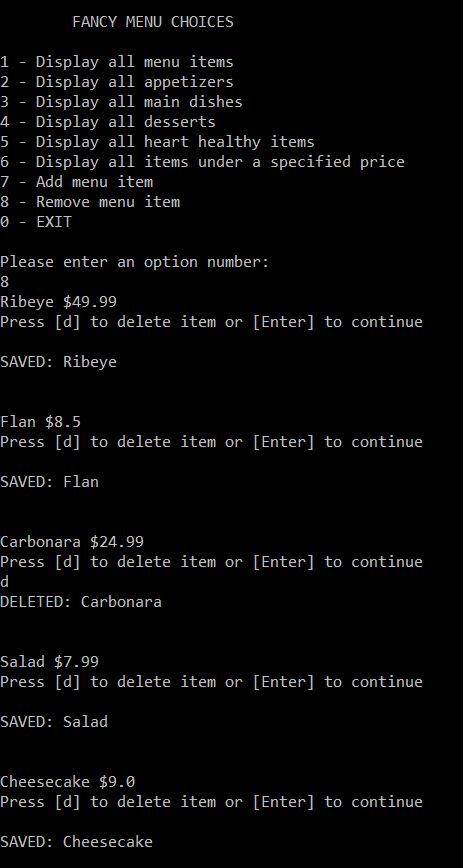 FANCY MENU CHOICES
1 - Display all menu items
2 - Display all appetizers
3 - Display all main dishes
4 - Display all desserts
5 - Display all heart healthy items
6 - Display all items under a specified price
7 - Add menu item
8 - Remove menu item
0 - EXIT
Please enter an option number:
8
Ribeye $49.99
Press [d] to delete item or [Enter] to continue
SAVED: Ribeye
Flan $8.5
Press [d] to delete item or [Enter] to continue
SAVED: Flan
Carbonara $24.99
Press [d] to delete item or [Enter] to continue
d
DELETED: Carbonara
Salad $7.99
Press [d] to delete item or [Enter] to continue
SAVED: Salad
Cheesecake $9.0
Press [d] to delete item or [Enter] to continue
SAVED: Cheesecake